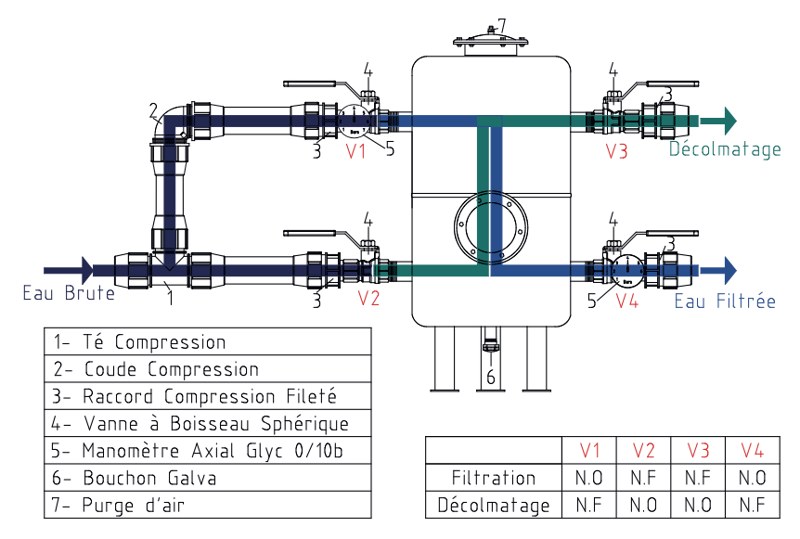 7
4
4
3
2
3
V1
5
V3
Décolmatage
4
4
3
Eau Brute
1
3
V2
5
V4
Eau Filtrée
6
1- Té Compression
2- Coude Compression
3- Raccord Compression Fileté
4- Vanne à Boisseau Sphérique
5- Manomètre Axial Glyc 0/10b
6- Bouchon Galva
7- Purge d'air
V1 V2 V3 V4
Filtration N.O N.F N.F N.O
Décolmatage N.F N.O N.O N.F